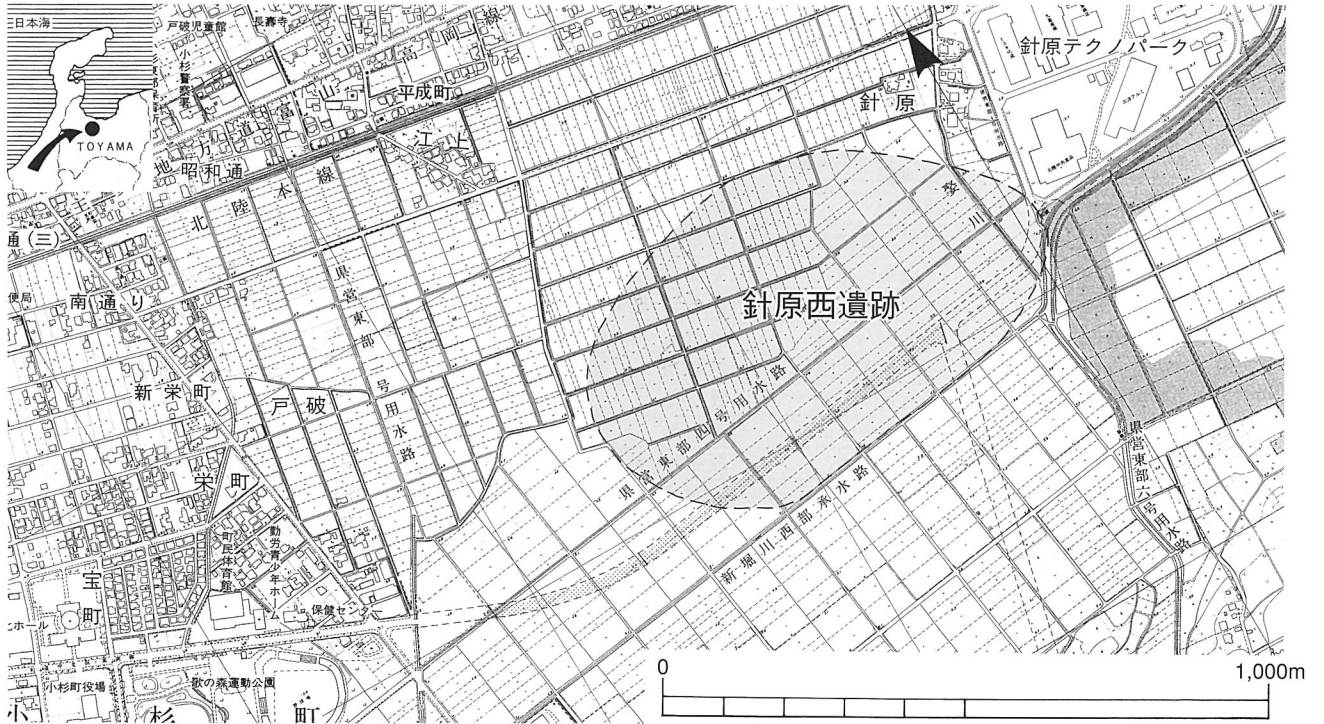 日本海
TOYAMA
戸破児童館
長寿寺
小杉警察署
地方道富山高岡線
平成町
昭和通
江上
北陸本線
針原テクノパーク
針原
通(三)
便局
南通り
県営東部
号用水路
針原西遺跡
新栄町
戸破
県営東部西号用水路
川
栄町
新堀川西部承水路
県営東部六号用水路
町民体育館
勤労青少年ホーム
宝町
保健センター
ホール
小杉町役場
歌の森運動公園
小杉町
0
1,000m